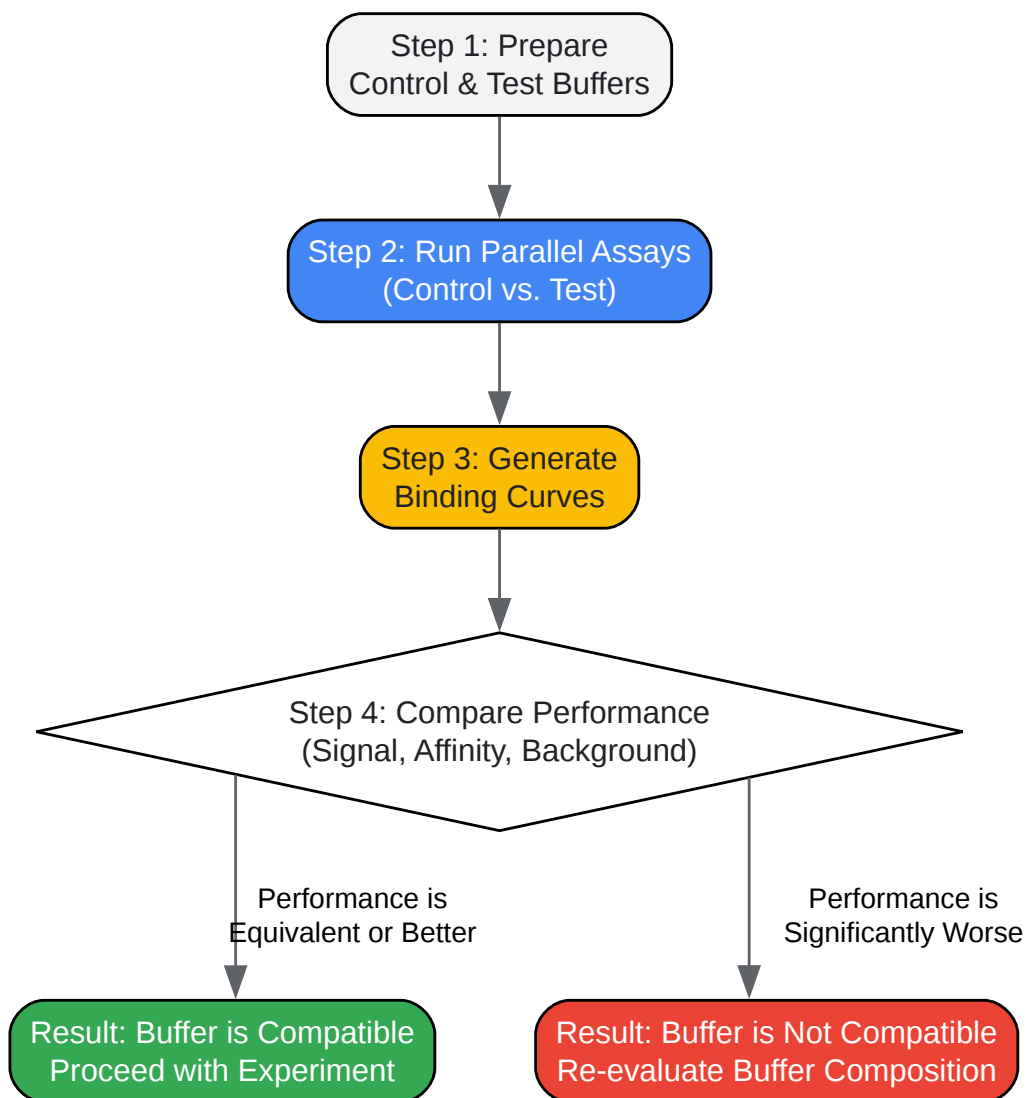 Step 1: Prepare
Control & Test Buffers
Step 2: Run Parallel Assays
(Control vs. Test)
Step 3: Generate
Binding Curves
Step 4: Compare Performance
(Signal, Affinity, Background)
Performance is
Equivalent or Better
Performance is
Significantly Worse
Result: Buffer is Compatible
Proceed with Experiment
Result: Buffer is Not Compatible
Re-evaluate Buffer Composition